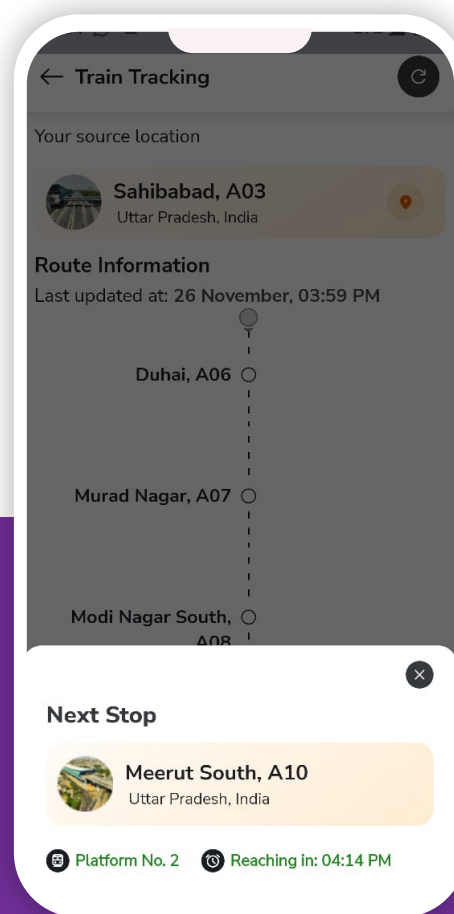 Train Tracking
Your source location
Sahibabad, A03
Uttar Pradesh, India
Route Information
Last updated at: 26 November, 03:59 PM
Duhai, A06
Murad Nagar, A07
Modi Nagar South,
A08
Next Stop
Meerut South, A10
Uttar Pradesh, India
Platform No. 2 Reaching in: 04:14 PM